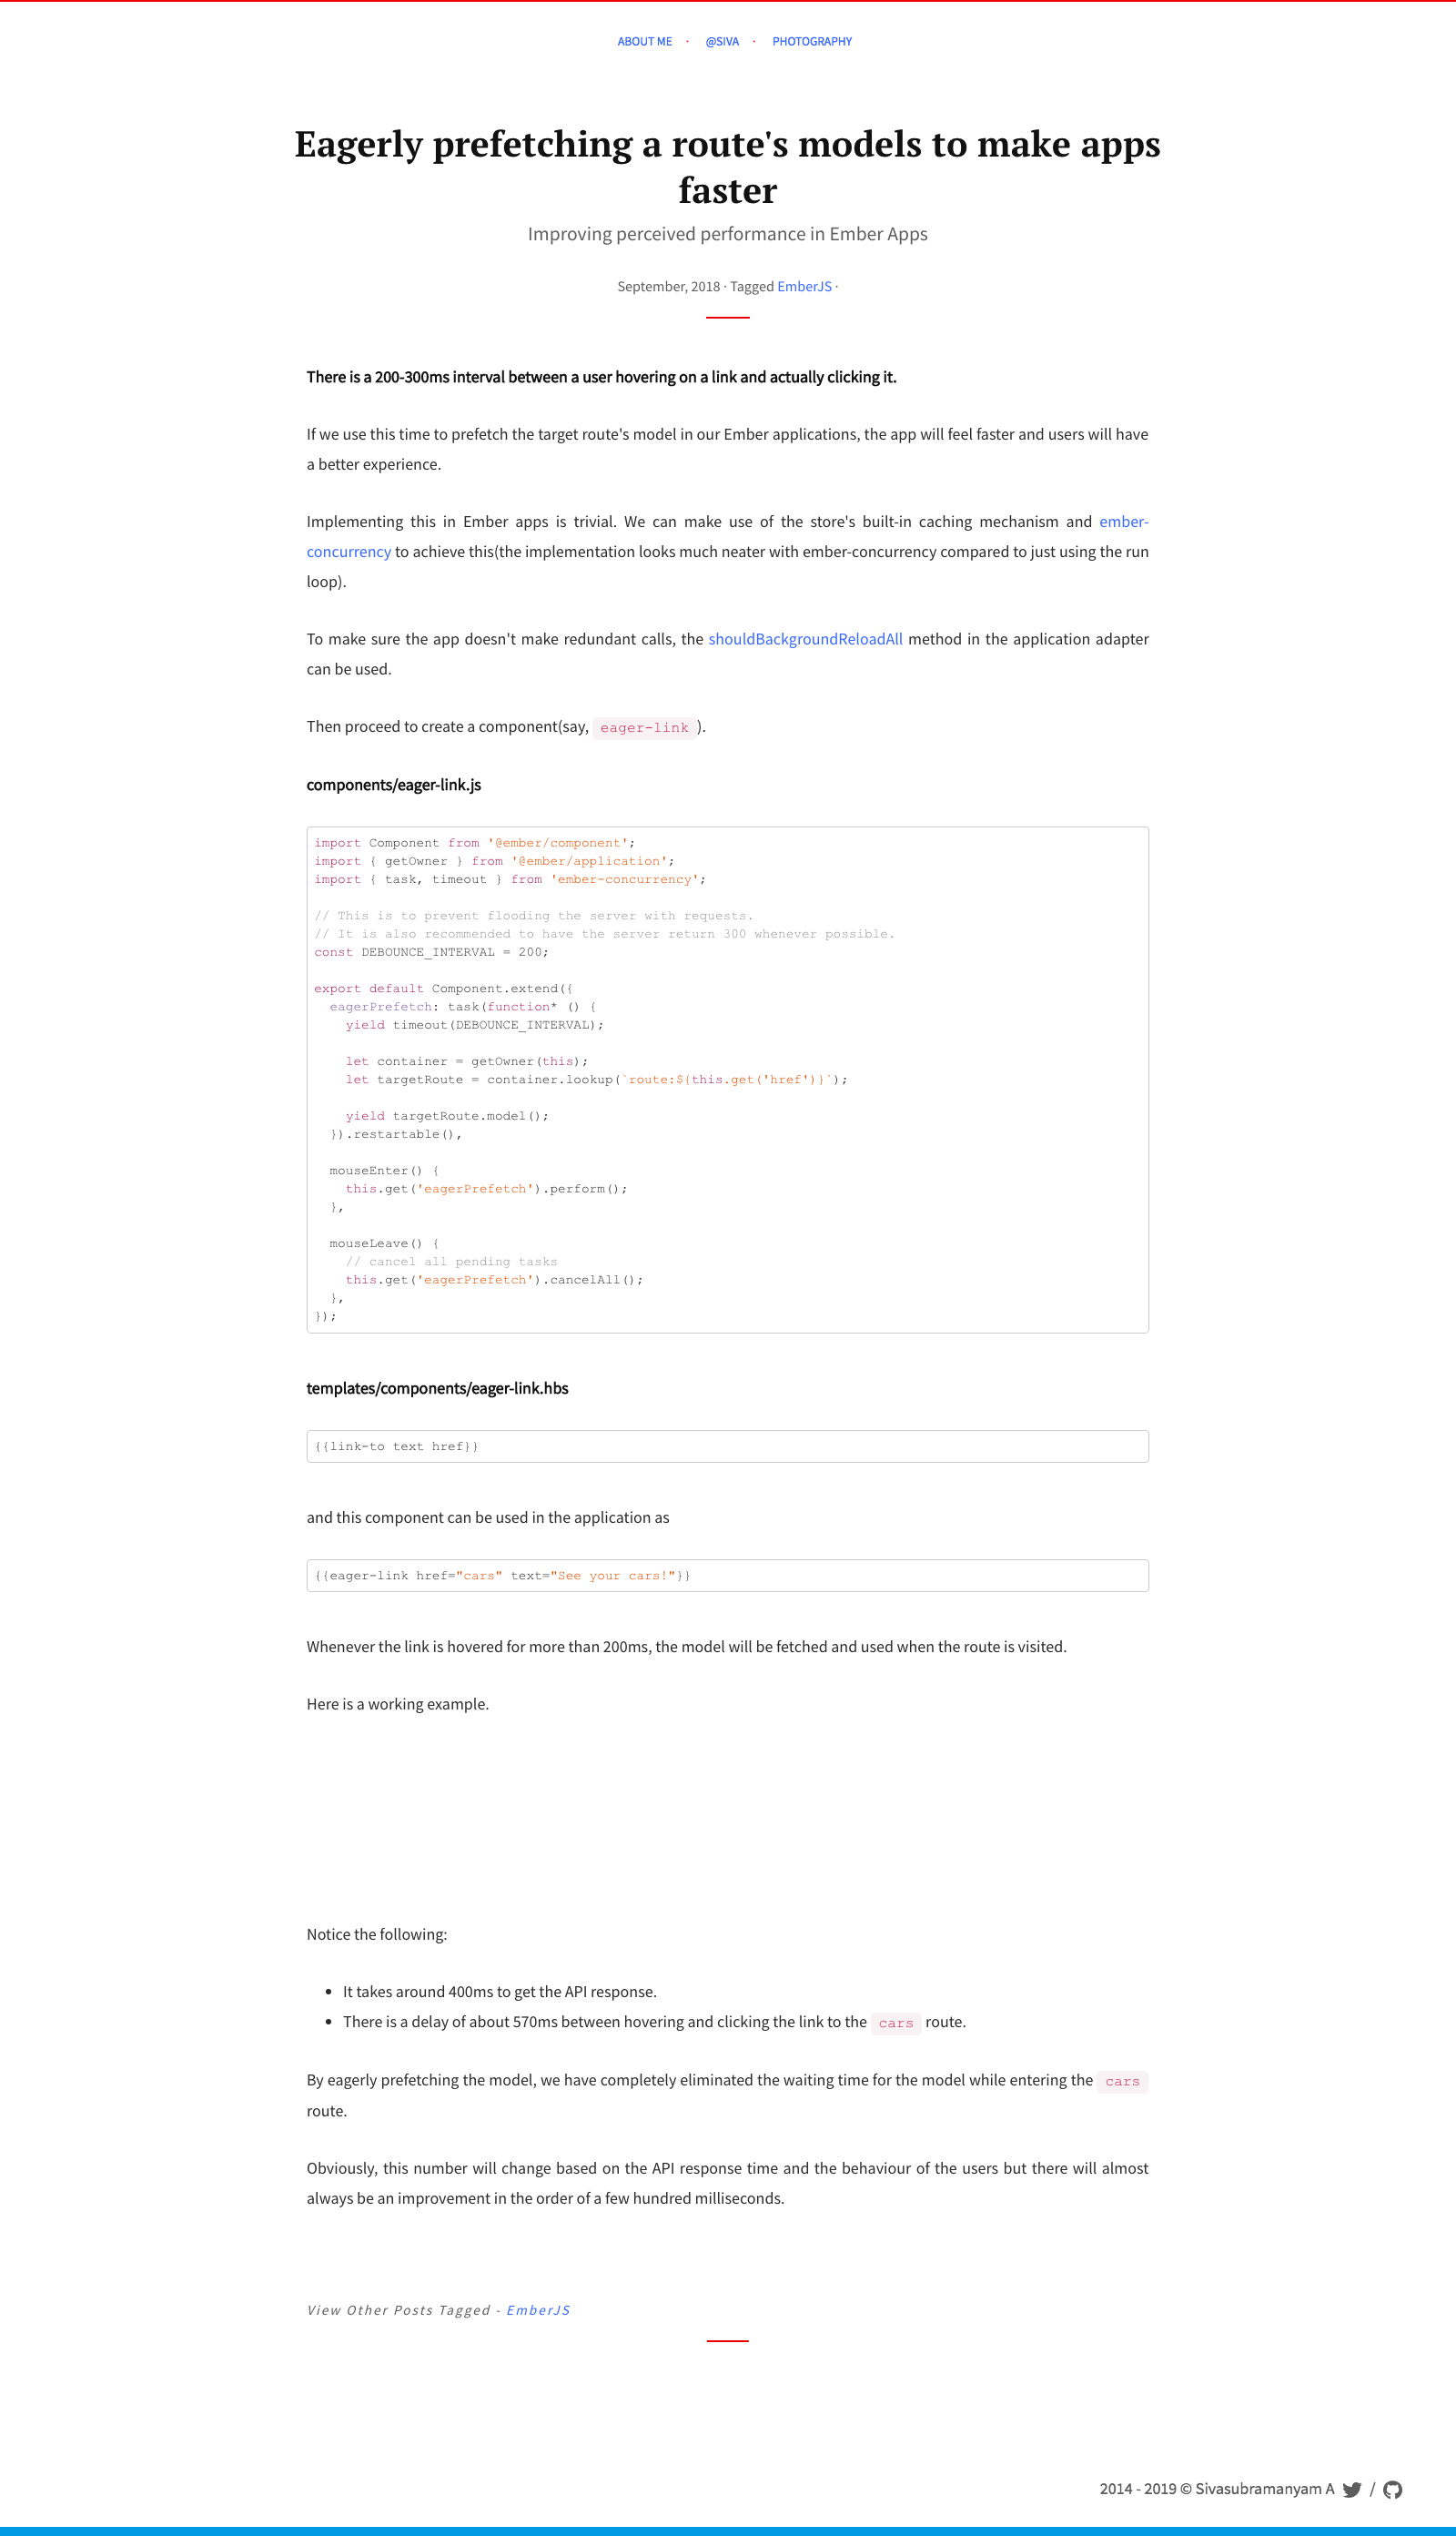 ABOUT ME · @SIVA · PHOTOGRAPHY
Eagerly prefetching a route's models to make apps
faster
Improving perceived performance in Ember Apps
September, 2018 · Tagged EmberJS ·
There is a 200-300ms interval between a user hovering on a link and actually clicking it.
If we use this time to prefetch the target route's model in our Ember applications, the app will feel faster and users will have
a better experience.
Implementing this in Ember apps is trivial. We can make use of the store's built-in caching mechanism and ember-
concurrency to achieve this(the implementation looks much neater with ember-concurrency compared to just using the run
loop).
To make sure the app doesn't make redundant calls, the shouldBackgroundReloadAll method in the application adapter
can be used.
Then proceed to create a component(say, eager-link ).
components/eager-link.js
import Component from '@ember/component';
import { getOwner } from '@ember/application';
import { task, timeout } from 'ember-concurrency';
// This is to prevent flooding the server with requests.
// It is also recommended to have the server return 300 whenever possible.
const DEBOUNCE_INTERVAL = 200;
export default Component.extend({
  eagerPrefetch: task(function* () {
    yield timeout(DEBOUNCE_INTERVAL);
    let container = getOwner(this);
    let targetRoute = container.lookup(`route:${this.get('href')}`);
    yield targetRoute.model();
  }).restartable(),
  mouseEnter() {
    this.get('eagerPrefetch').perform();
  },
  mouseLeave() {
    // cancel all pending tasks
    this.get('eagerPrefetch').cancelAll();
  },
});
templates/components/eager-link.hbs
{{link-to text href}}
and this component can be used in the application as
{{eager-link href="cars" text="See your cars!"}}
Whenever the link is hovered for more than 200ms, the model will be fetched and used when the route is visited.
Here is a working example.
Notice the following:
• It takes around 400ms to get the API response.
• There is a delay of about 570ms between hovering and clicking the link to the cars route.
By eagerly prefetching the model, we have completely eliminated the waiting time for the model while entering the cars
route.
Obviously, this number will change based on the API response time and the behaviour of the users but there will almost
always be an improvement in the order of a few hundred milliseconds.
View Other Posts Tagged - EmberJS
2014 - 2019 © Sivasubramanyam A /